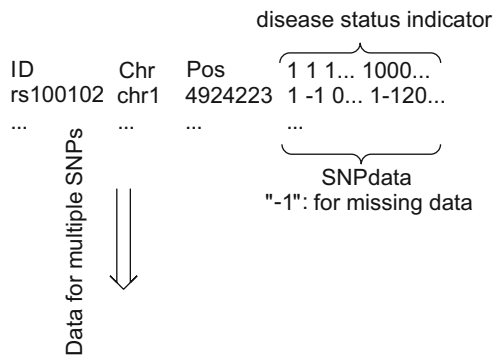 disease status indicator
ID Chr Pos 1 1 1... 1000...
rs100102 chr1 4924223 1 -1 0... 1-120...
... ... ... ...
SNPdata
"-1": for missing data
Data for multiple SNPs